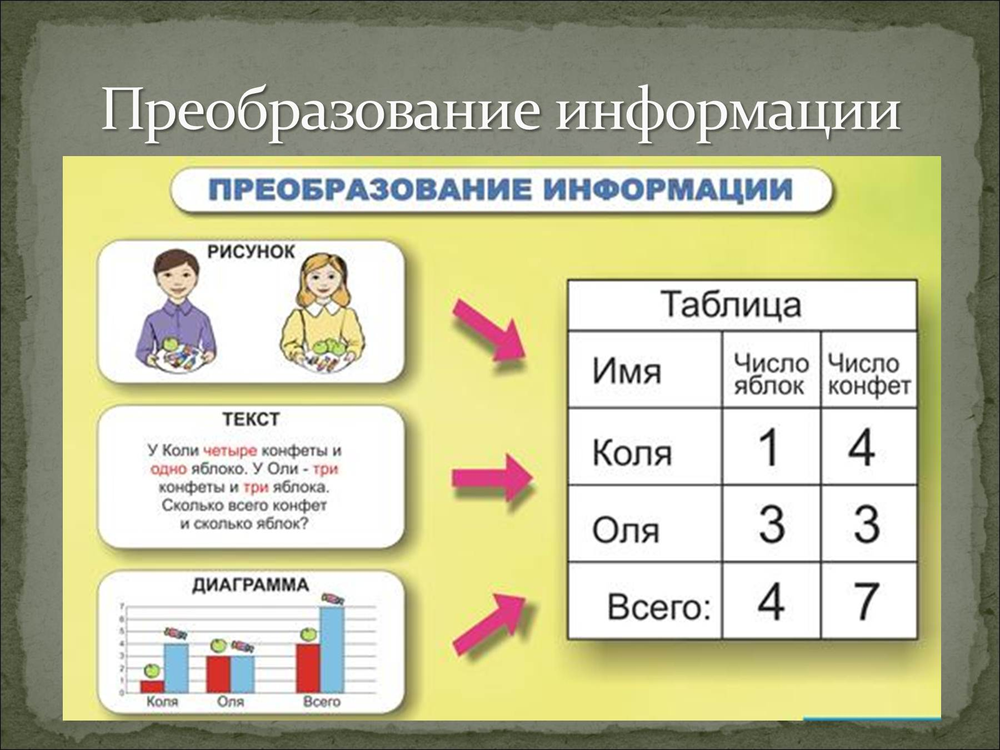 Преобразование информации
ПРЕОБРАЗОВАНИЕ ИНФОРМАЦИИ
РИСУНОК
ТЕКСТ
У Коли четыре конфеты и
одно яблоко. У Оли - три
конфеты и три яблока.
Сколько всего конфет
и сколько яблок?
ДИАГРАММА
7
6
5
4
3
2
1
0
Коля Оля Всего
Таблица
Имя Число яблок Число конфет
Коля 1 4
Оля 3 3
Всего: 4 7